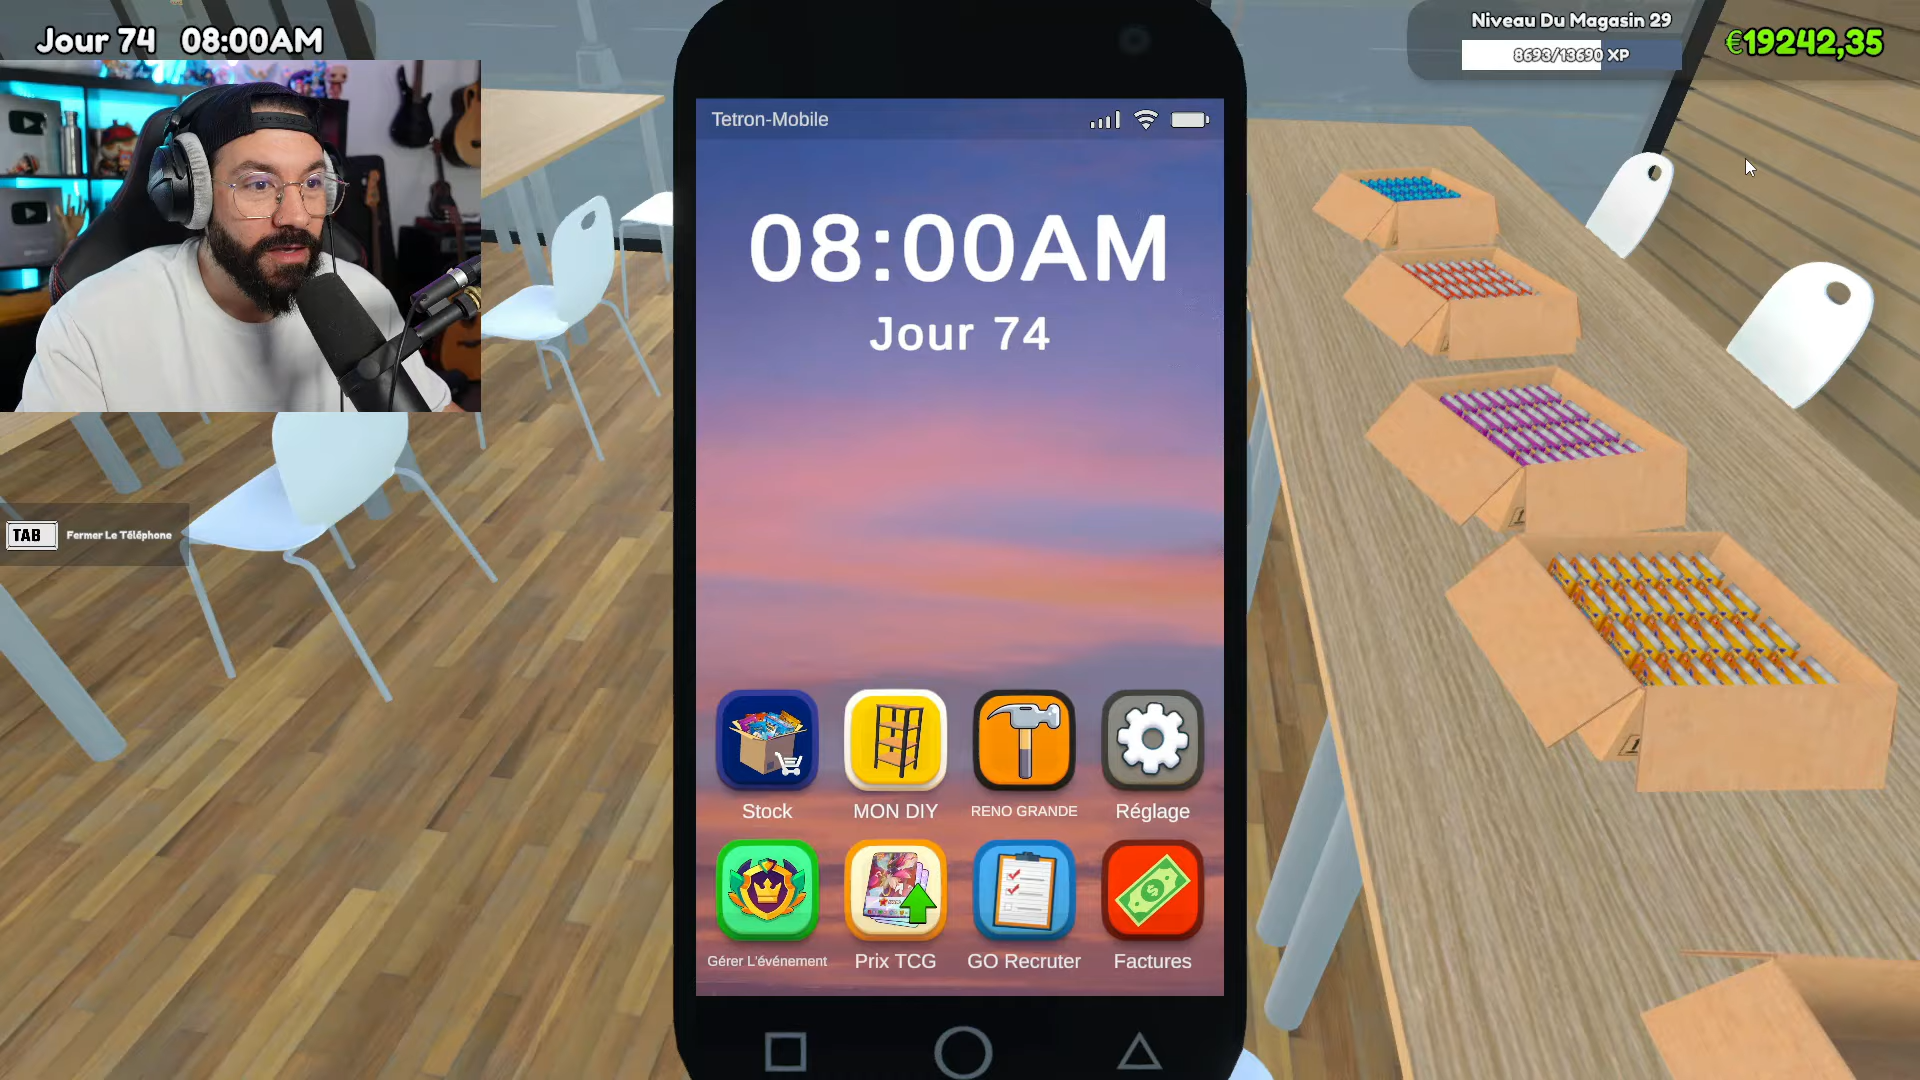 Jour 74 08:00AM
Niveau Du Magasin 29
8693/13690 XP
€19242,35
Tetron-Mobile
08:00AM
Jour 74
TAB Fermer Le Téléphone
Stock
MON DIY
RENO GRANDE
Réglage
Gérer L'événement
Prix TCG
GO Recruter
Factures